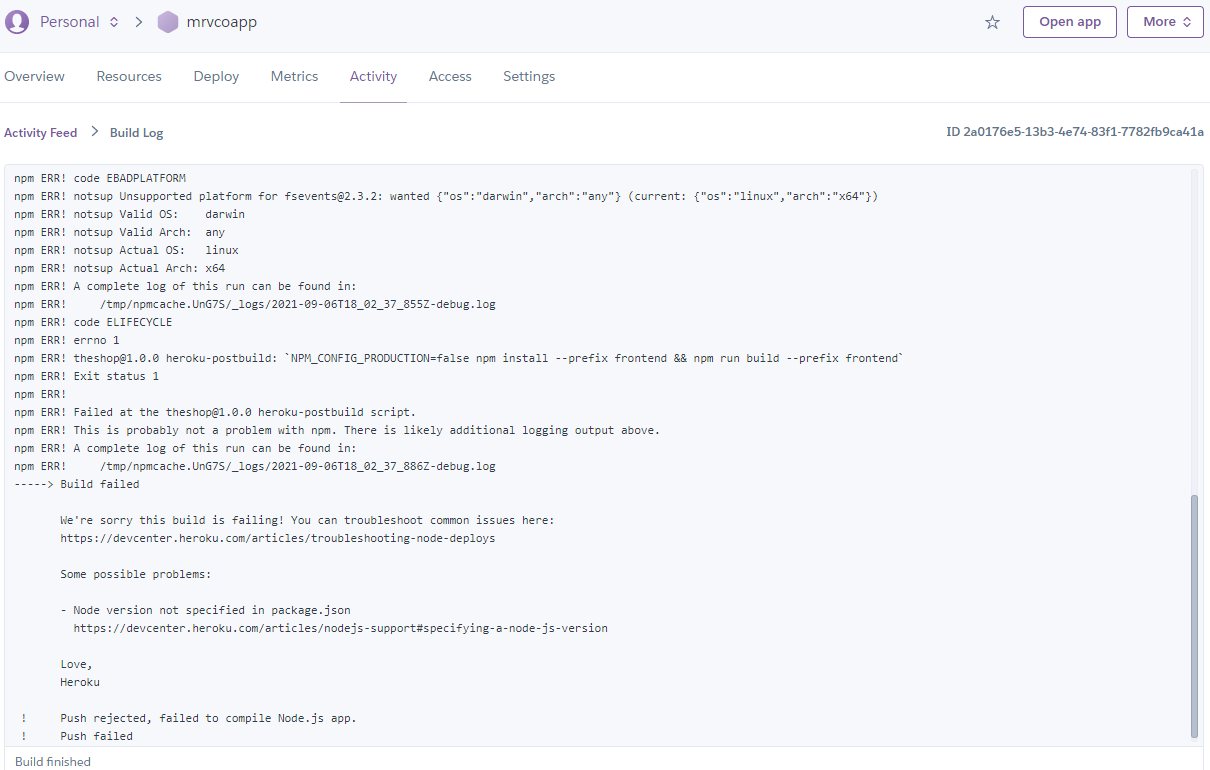 Personal mrvcoapp Open app More
Overview Resources Deploy Metrics Activity Access Settings
Activity Feed Build Log ID 2a0176e5-13b3-4e74-83f1-7782fb9ca41a
npm ERR! code EBADPLATFORM
npm ERR! notsup Unsupported platform for fsevents@2.3.2: wanted {"os":"darwin","arch":"any"} (current: {"os":"linux","arch":"x64"})
npm ERR! notsup Valid OS:    darwin
npm ERR! notsup Valid Arch:  any
npm ERR! notsup Actual OS:   linux
npm ERR! notsup Actual Arch: x64
npm ERR! A complete log of this run can be found in:
npm ERR!     /tmp/npmcache.UnG7S/_logs/2021-09-06T18_02_37_855Z-debug.log
npm ERR! code ELIFECYCLE
npm ERR! errno 1
npm ERR! theshop@1.0.0 heroku-postbuild: `NPM_CONFIG_PRODUCTION=false npm install --prefix frontend && npm run build --prefix frontend`
npm ERR! Exit status 1
npm ERR!
npm ERR! Failed at the theshop@1.0.0 heroku-postbuild script.
npm ERR! This is probably not a problem with npm. There is likely additional logging output above.
npm ERR! A complete log of this run can be found in:
npm ERR!     /tmp/npmcache.UnG7S/_logs/2021-09-06T18_02_37_886Z-debug.log
-----> Build failed
We're sorry this build is failing! You can troubleshoot common issues here:
https://devcenter.heroku.com/articles/troubleshooting-node-deploys
Some possible problems:
- Node version not specified in package.json
https://devcenter.heroku.com/articles/nodejs-support#specifying-a-node-js-version
Love,
Heroku
!     Push rejected, failed to compile Node.js app.
!     Push failed
Build finished